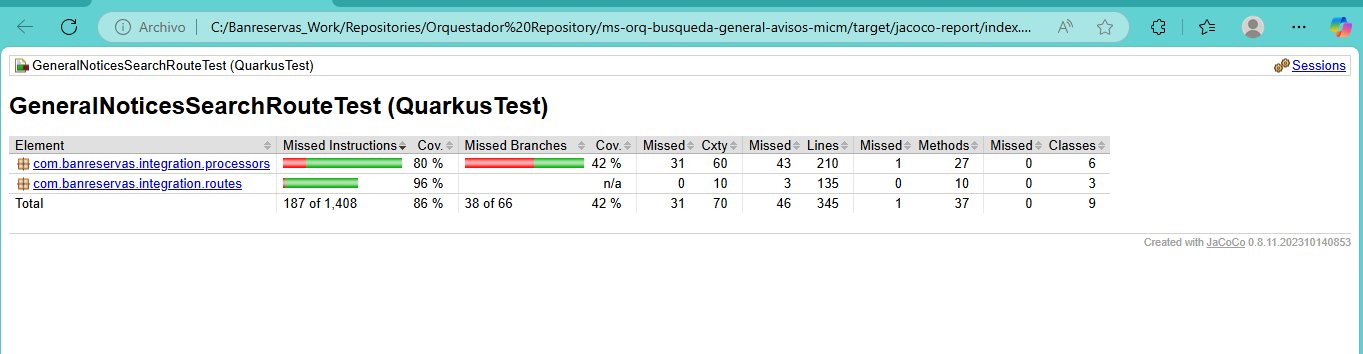 Archivo C:/Banreservas_Work/Repositories/Orquestador%20Repository/ms-orq-busqueda-general-avisos-micm/target/jacoco-report/index....
GeneralNoticesSearchRouteTest (QuarkusTest) Sessions
GeneralNoticesSearchRouteTest (QuarkusTest)
Element Missed Instructions Cov. Missed Branches Cov. Missed Cxty Missed Lines Missed Methods Missed Classes
com.banreservas.integration.processors 80 % 42 % 31 60 43 210 1 27 0 6
com.banreservas.integration.routes 96 % n/a 0 10 3 135 0 10 0 3
Total 187 of 1,408 86 % 38 of 66 42 % 31 70 46 345 1 37 0 9
Created with JaCoCo 0.8.11.202310140853